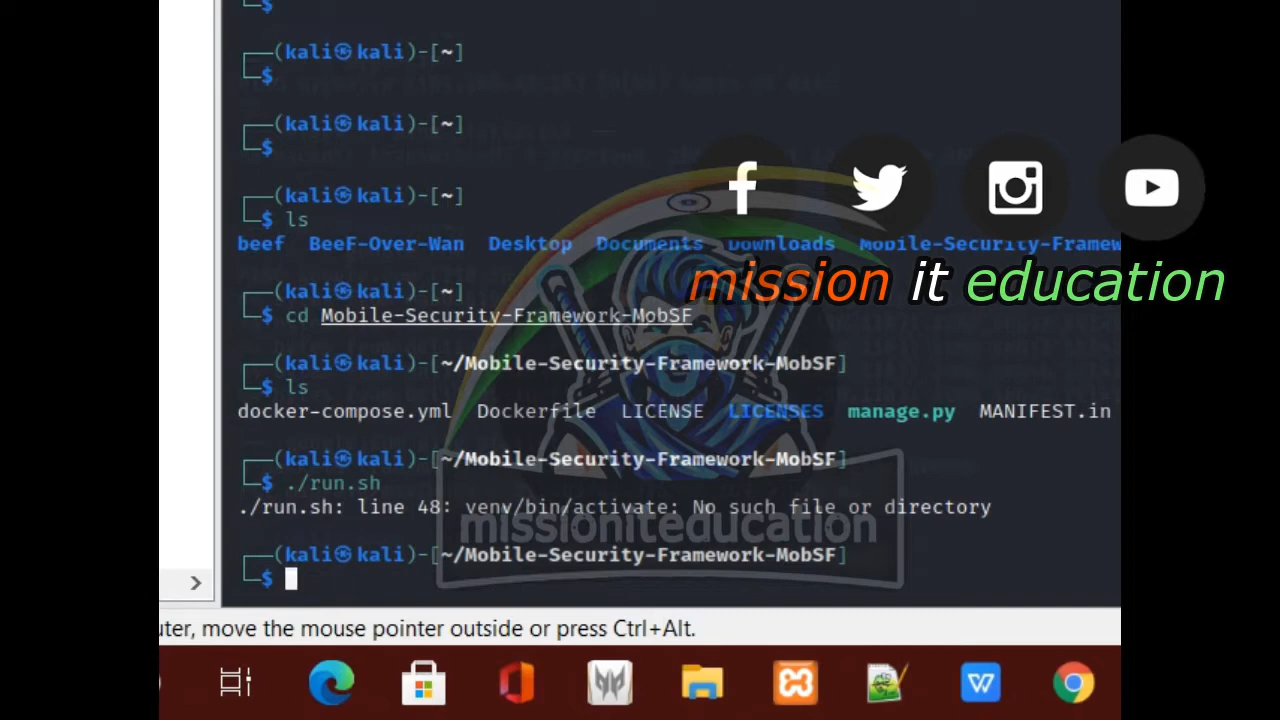 $
┌──(kali㉿kali)-[~]
└─$
┌──(kali㉿kali)-[~]
└─$
┌──(kali㉿kali)-[~]
└─$ ls
beef BeeF-Over-Wan Desktop Documents Downloads Mobile-Security-Framew
mission it education
┌──(kali㉿kali)-[~]
└─$ cd Mobile-Security-Framework-MobSF
┌──(kali㉿kali)-[~/Mobile-Security-Framework-MobSF]
└─$ ls
docker-compose.yml Dockerfile LICENSE LICENSES manage.py MANIFEST.in
┌──(kali㉿kali)-[~/Mobile-Security-Framework-MobSF]
└─$ ./run.sh
./run.sh: line 48: venv/bin/activate: No such file or directory
missioniteducation
┌──(kali㉿kali)-[~/Mobile-Security-Framework-MobSF]
└─$
uter, move the mouse pointer outside or press Ctrl+Alt.